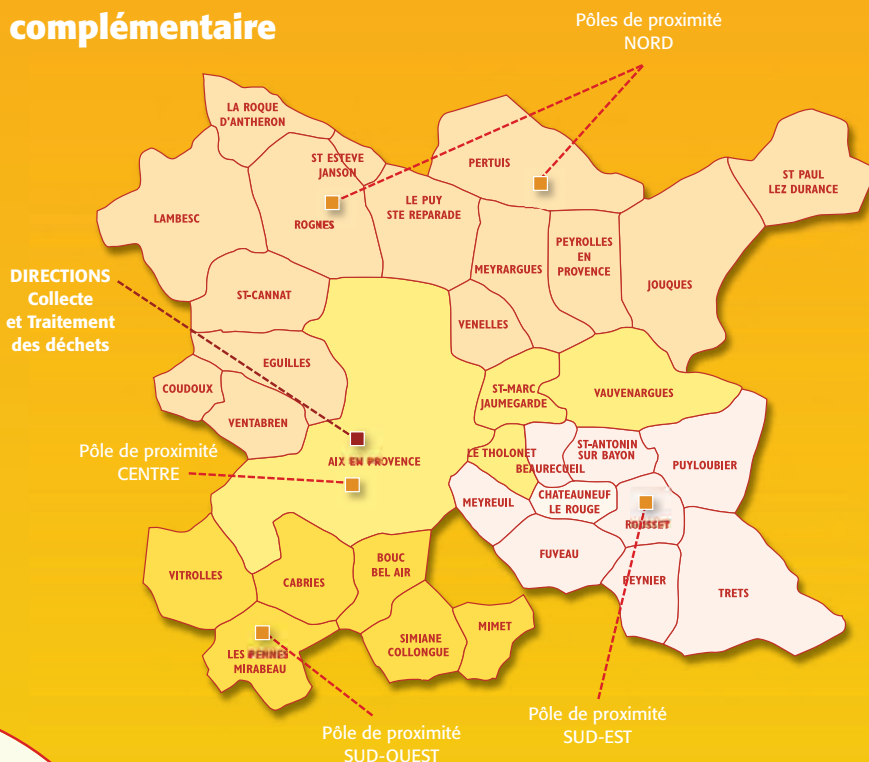 complémentaire
Pôles de proximité
NORD
LA ROQUE
D'ANTHERON
ST ESTEVE
JANSON
PERTUIS
ST PAUL
LEZ DURANCE
LAMBESC
ROGNES
LE PUY
STE REPARADE
MEYRARGUES
PEYROLLES
EN
PROVENCE
JOUQUES
DIRECTIONS
Collecte
et Traitement
des déchets
ST-CANNAT
VENELLES
EGUILLES
COUDOUX
VENTABREN
ST-MARC
JAUMEGARDE
VAUVENARGUES
Pôle de proximité
CENTRE
AIX EN PROVENCE
LE THOLONET
BEAURECUEIL
ST-ANTONIN
SUR BAYON
PUYLOUBIER
MEYREUIL
CHATEAUNEUF
LE ROUGE
ROUSSET
FUVEAU
PEYNIER
TRETS
VITROLLES
CABRIES
BOUC
BEL AIR
LES PENNES
MIRABEAU
SIMIANE
COLLONGUE
MIMET
Pôle de proximité
SUD-OUEST
Pôle de proximité
SUD-EST